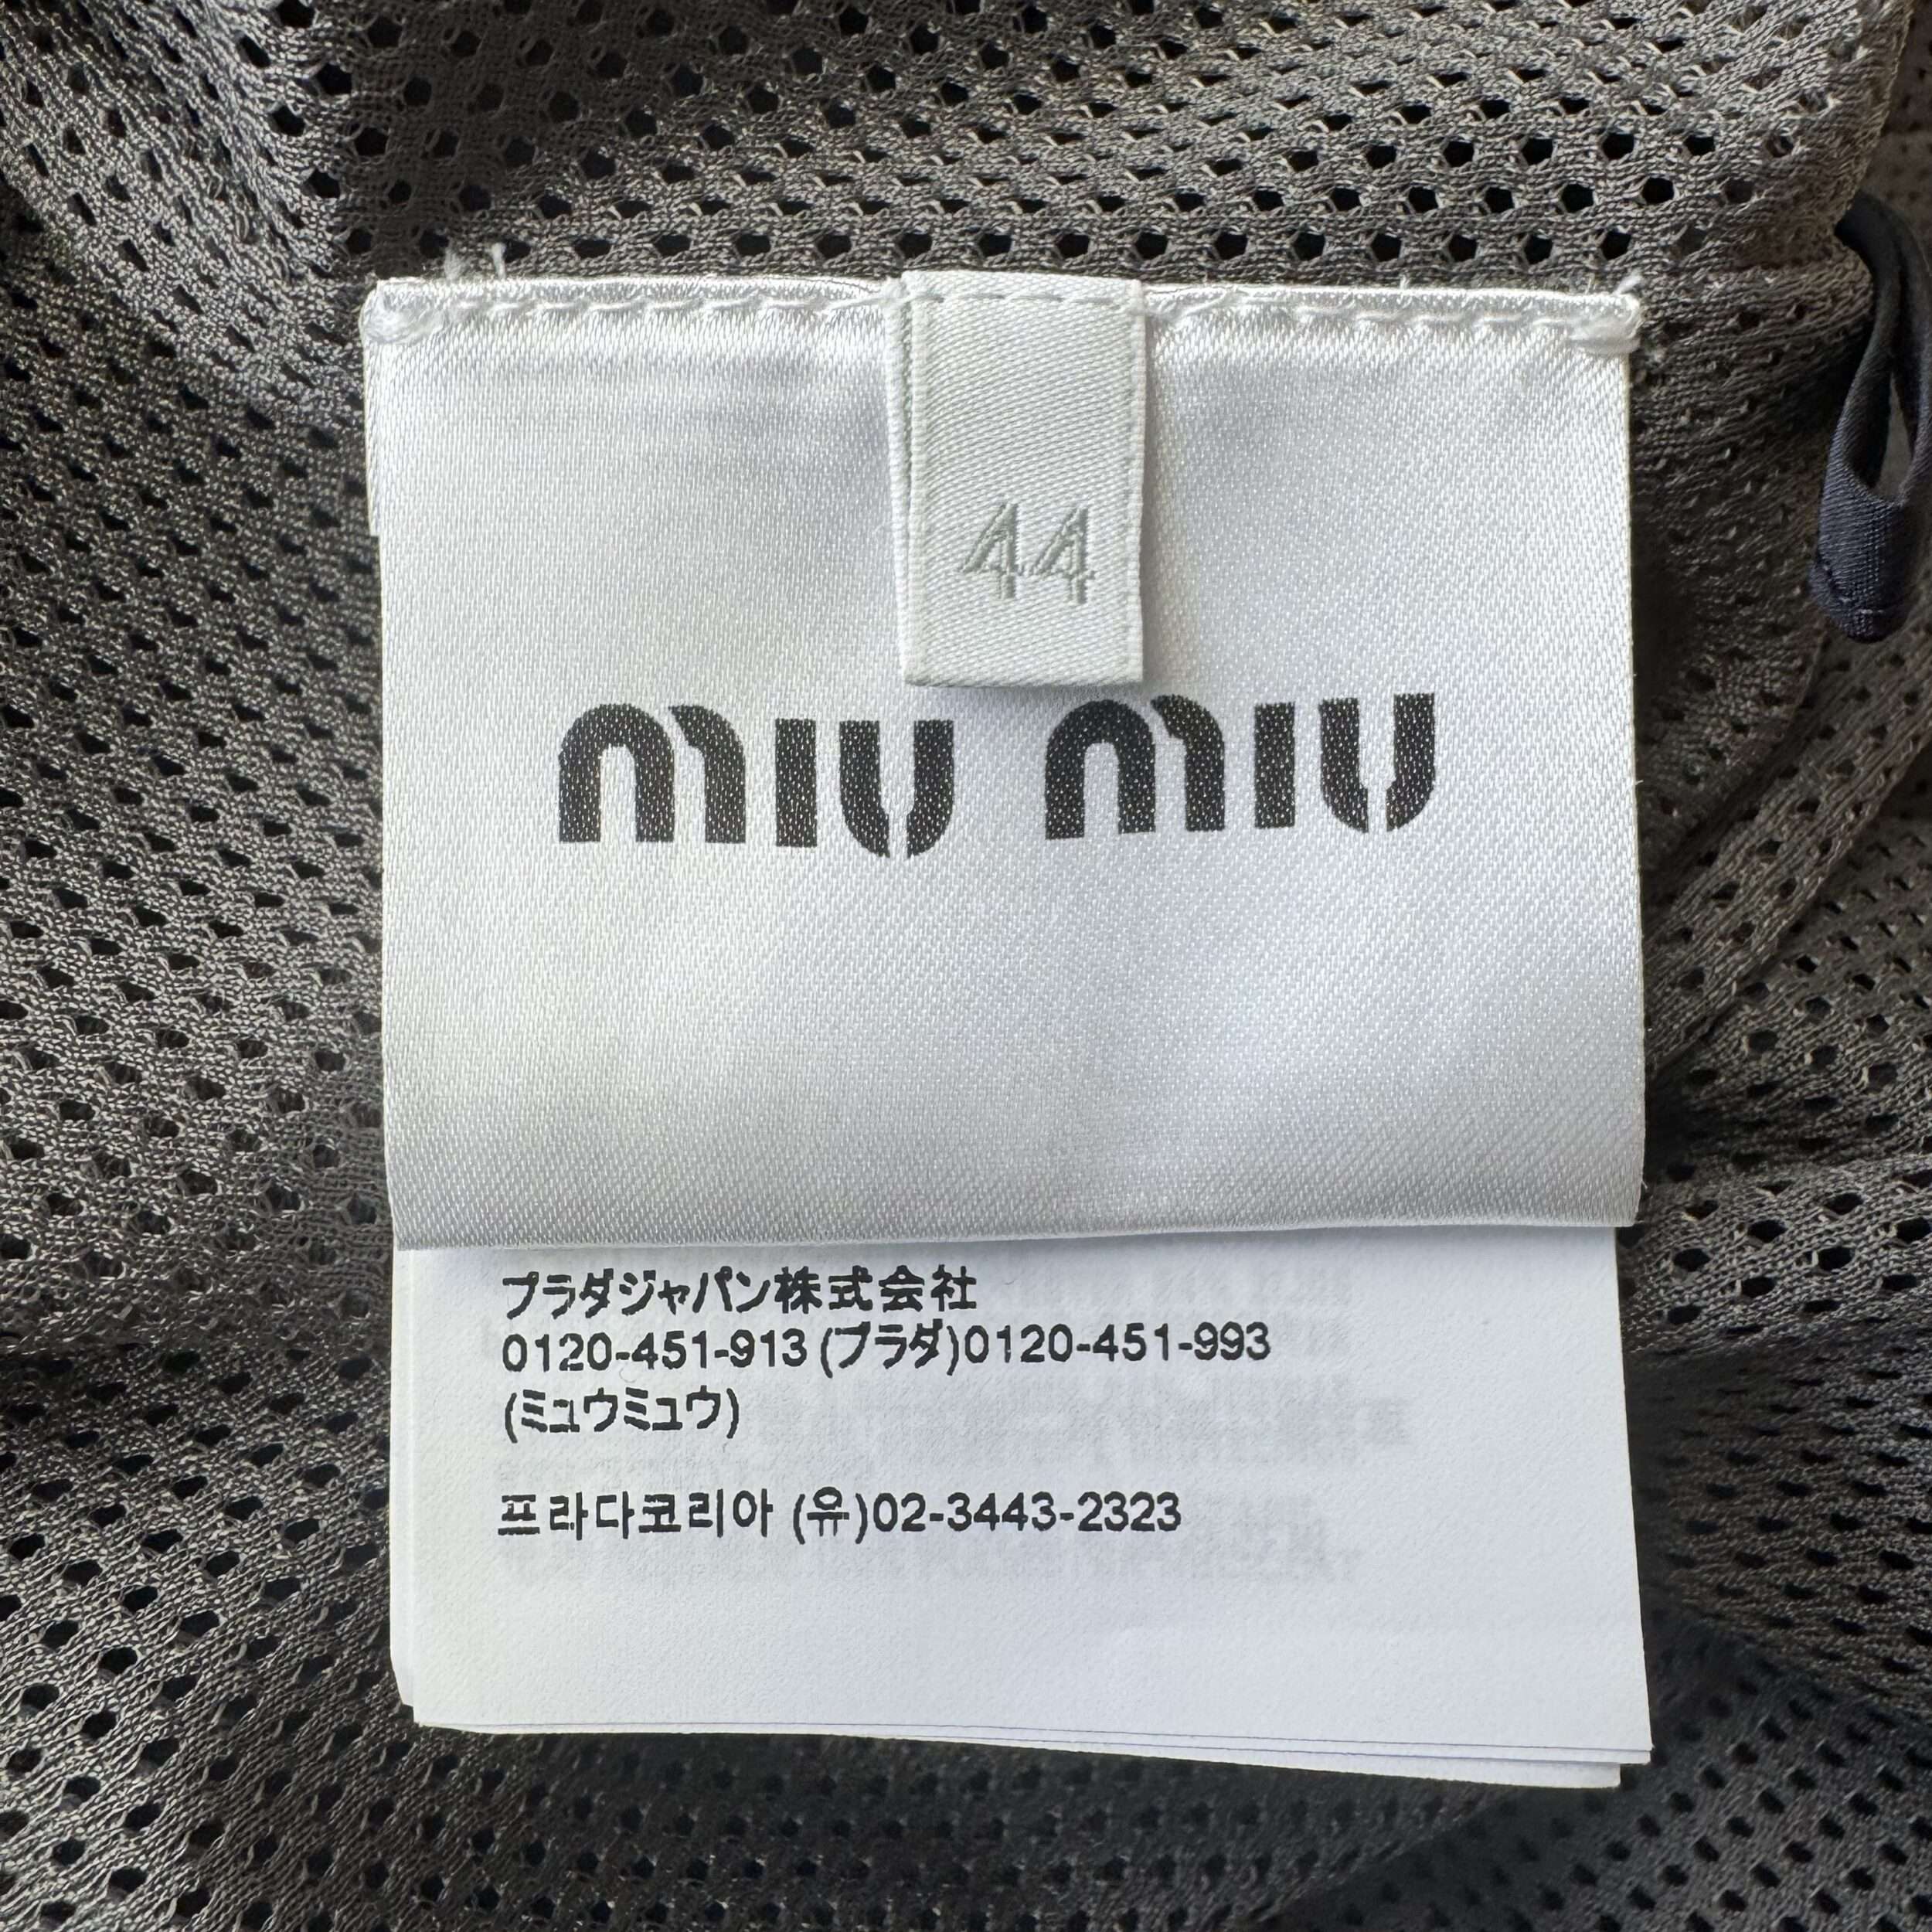 44
miu miu
プラダジャパン株式会社
0120-451-913 (プラダ)0120-451-993
(ミュウミュウ)
프라다코리아 (유)02-3443-2323